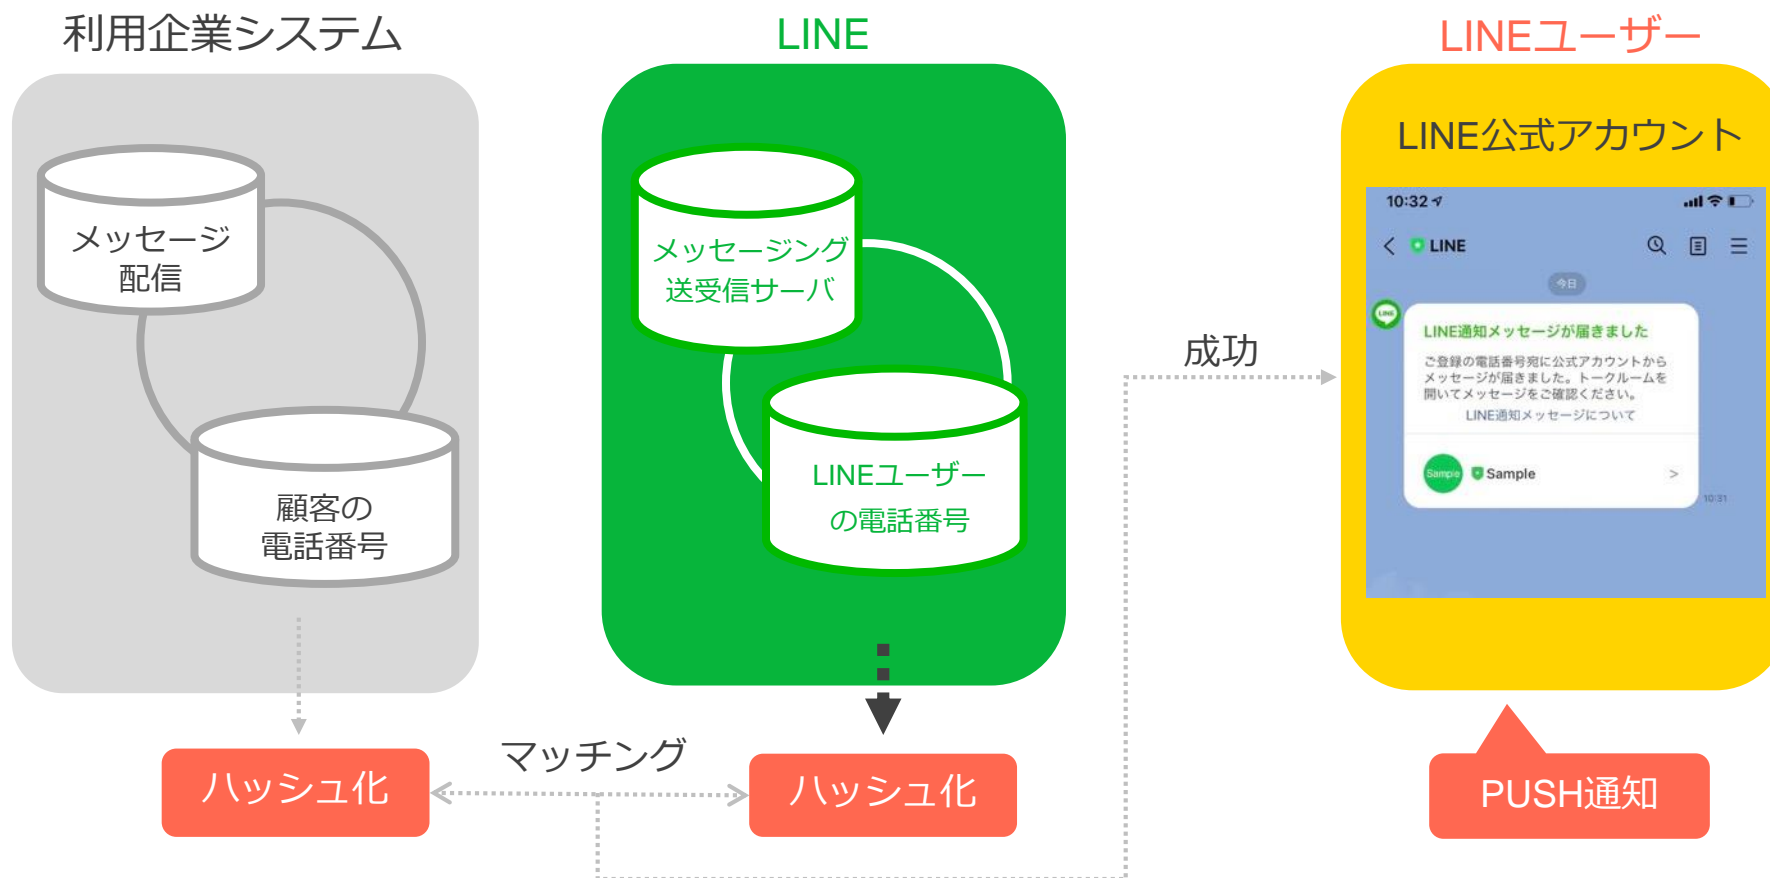 利用企業システム
メッセージ
配信
顧客の
電話番号
ハッシュ化
マッチング
LINE
メッセージング
送受信サーバ
LINEユーザー
の電話番号
ハッシュ化
成功
LINEユーザー
LINE公式アカウント
10:32
LINE
今日
LINE
LINE通知メッセージが届きました
ご登録の電話番号宛に公式アカウントから
メッセージが届きました。トークルームを
開いてメッセージをご確認ください。
LINE通知メッセージについて
Sample
Sample
>
10:31
PUSH通知